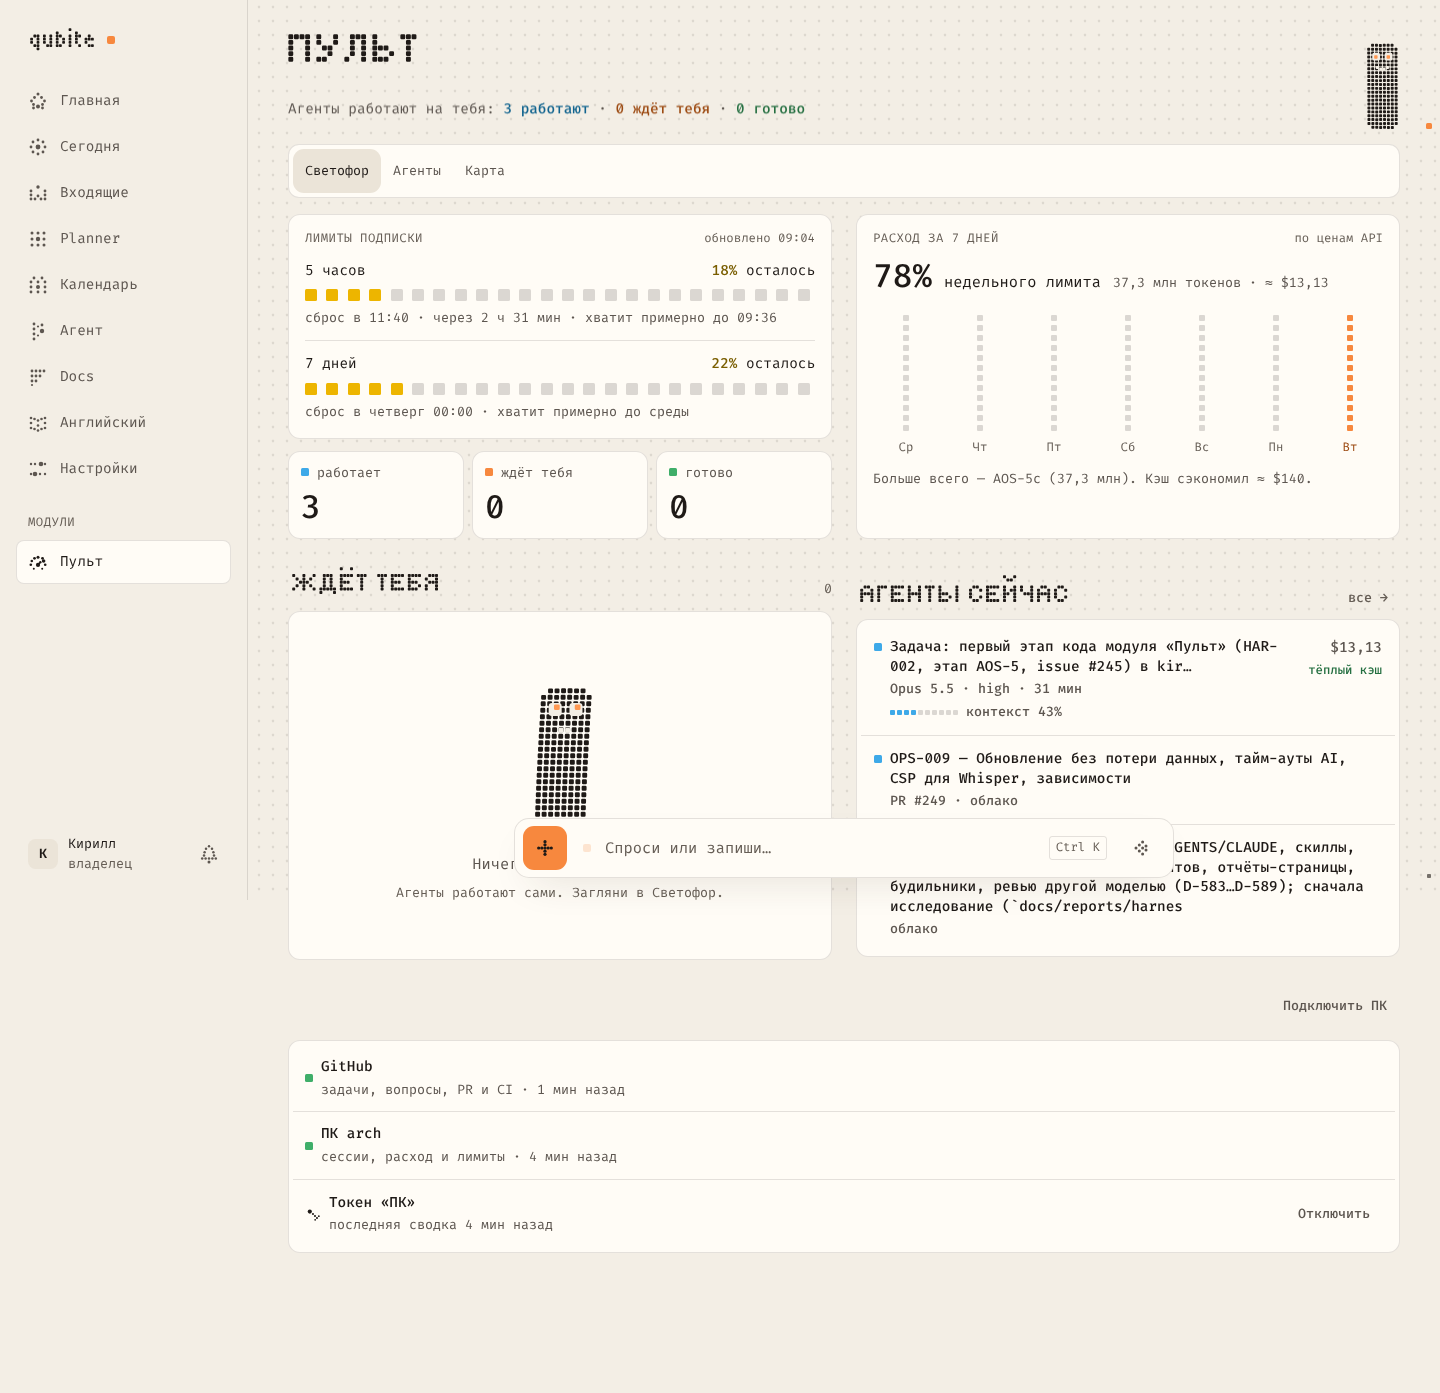 qubite
Главная
Сегодня
Входящие
Planner
Календарь
Агент
Docs
Английский
Настройки
МОДУЛИ
Пульт
К
Кирилл
владелец
ПУЛЬТ
Агенты работают на тебя: 3 работают · 0 ждёт тебя · 0 готово
Светофор Агенты Карта
ЛИМИТЫ ПОДПИСКИ обновлено 09:04
5 часов 18% осталось
сброс в 11:40 · через 2 ч 31 мин · хватит примерно до 09:36
7 дней 22% осталось
сброс в четверг 00:00 · хватит примерно до среды
работает
3
ждёт тебя
0
готово
0
РАСХОД ЗА 7 ДНЕЙ по ценам API
78% недельного лимита 37,3 млн токенов · ≈ $13,13
Ср Чт Пт Сб Вс Пн Вт
Больше всего — AOS-5c (37,3 млн). Кэш сэкономил ≈ $140.
ЖДЁТ ТЕБЯ 0
Агенты работают сами. Загляни в Светофор.
АГЕНТЫ СЕЙЧАС все →
Задача: первый этап кода модуля «Пульт» (HAR-
002, этап AOS-5, issue #245) в kir…
$13,13
тёплый кэш
Opus 5.5 · high · 31 мин
контекст 43%
OPS-009 — Обновление без потери данных, тайм-ауты AI,
CSP для Whisper, зависимости
PR #249 · облако
GENTS/CLAUDE, скиллы,
отчёты-страницы,
будильники, ревью другой моделью (D-583…D-589); сначала
исследование (`docs/reports/harnes
облако
Спроси или запиши… Ctrl K
Подключить ПК
GitHub
задачи, вопросы, PR и CI · 1 мин назад
ПК arch
сессии, расход и лимиты · 4 мин назад
Токен «ПК»
последняя сводка 4 мин назад
Отключить